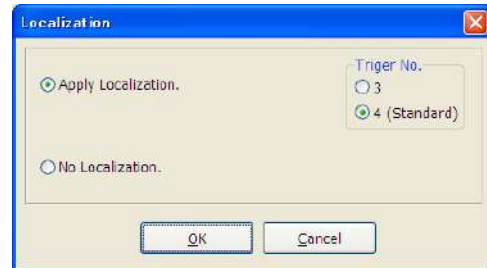 Localization
Apply Localization.
Triger No.
3
4 (Standard)
No Localization.
OK
Cancel